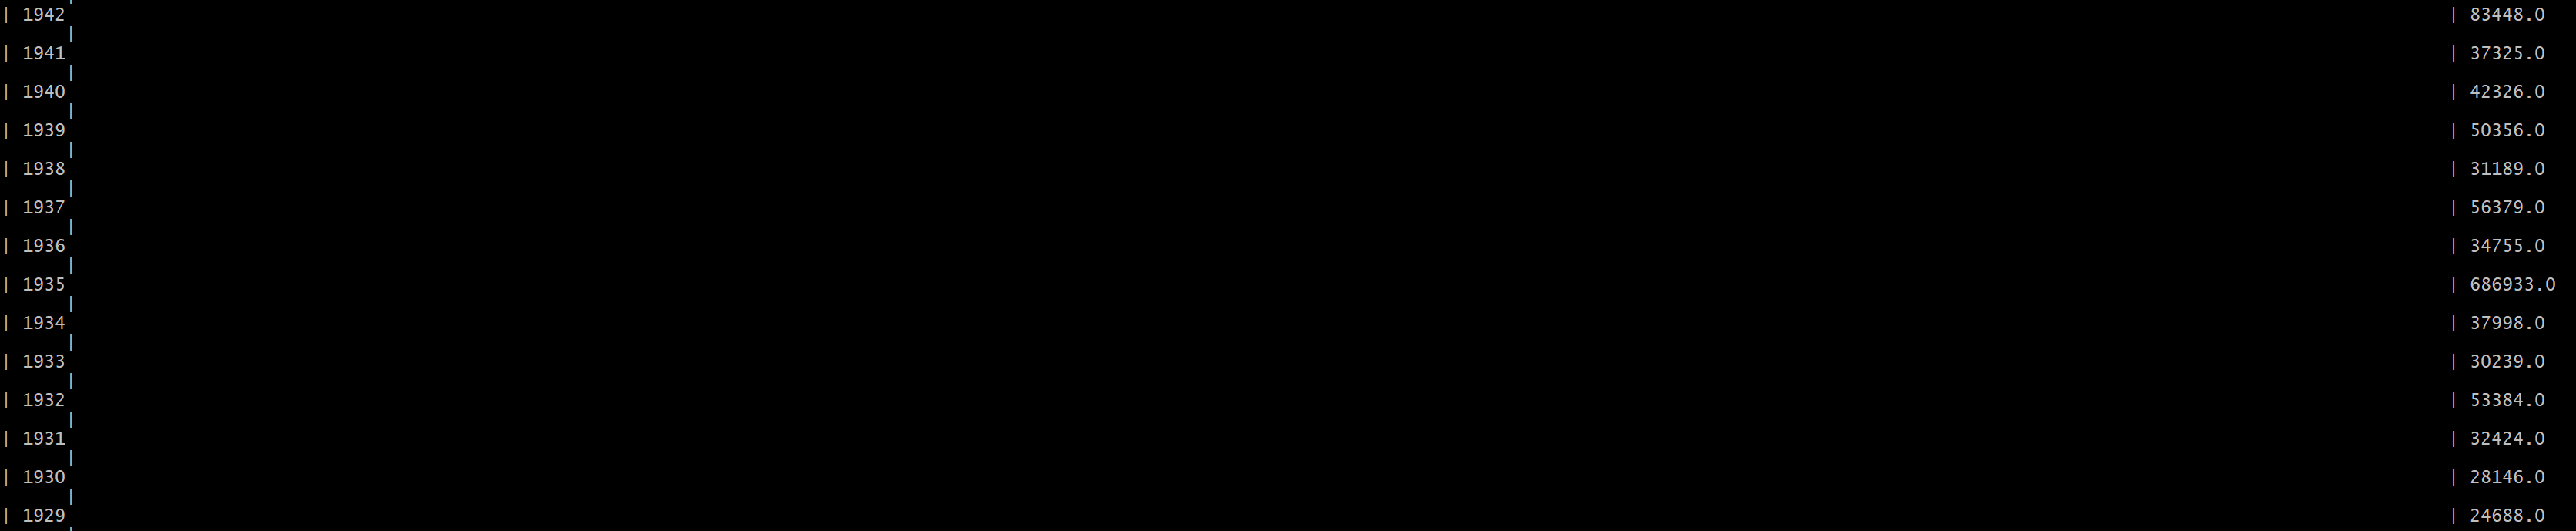 | 1942 | 83448.0
|
| 1941 | 37325.0
|
| 1940 | 42326.0
|
| 1939 | 50356.0
|
| 1938 | 31189.0
|
| 1937 | 56379.0
|
| 1936 | 34755.0
|
| 1935 | 686933.0
|
| 1934 | 37998.0
|
| 1933 | 30239.0
|
| 1932 | 53384.0
|
| 1931 | 32424.0
|
| 1930 | 28146.0
|
| 1929 | 24688.0